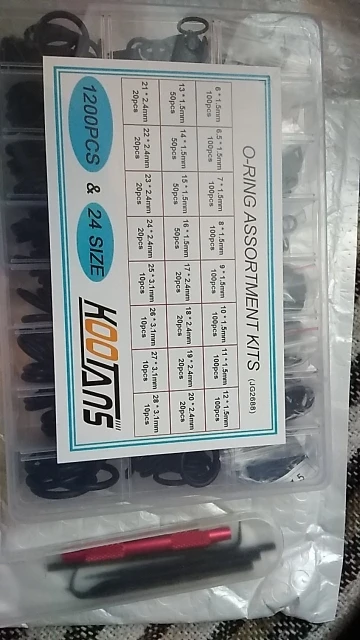 O-RING ASSORTMENT KITS (JG2688)
6 * 1.5mm 6.5 * 1.5mm 7 * 1.5mm 8 * 1.5mm 9 * 1.5mm 10 * 1.5mm 11 * 1.5mm 12 * 1.5mm
100pcs 100pcs 100pcs 100pcs 100pcs 100pcs 100pcs 100pcs
13 * 1.5mm 14 * 1.5mm 15 * 1.5mm 16 * 1.5mm 17 * 2.4mm 18 * 2.4mm 19 * 2.4mm 20 * 2.4mm
50pcs 50pcs 50pcs 50pcs 20pcs 20pcs 20pcs 20pcs
21 * 2.4mm 22 * 2.4mm 23 * 2.4mm 24 * 2.4mm 25 * 3.1mm 26 * 3.1mm 27 * 3.1mm 28 * 3.1mm
20pcs 20pcs 20pcs 20pcs 10pcs 10pcs 10pcs 10pcs
1200PCS & 24 SIZE HOOTANS